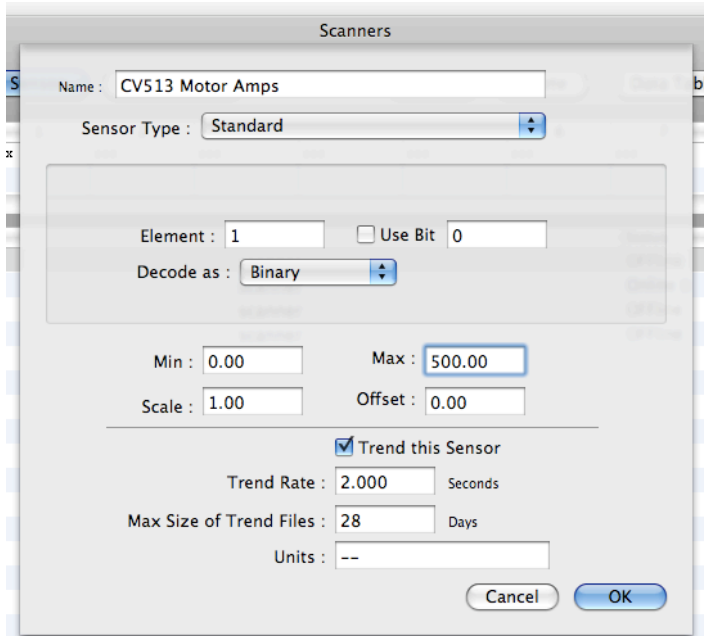 Scanners
Name : CV513 Motor Amps
Sensor Type : Standard
x
Element : 1 Use Bit 0
Decode as : Binary
Min : 0.00 Max : 500.00
Scale : 1.00 Offset : 0.00
Trend this Sensor
Trend Rate : 2.000 Seconds
Max Size of Trend Files : 28 Days
Units : --
Cancel OK